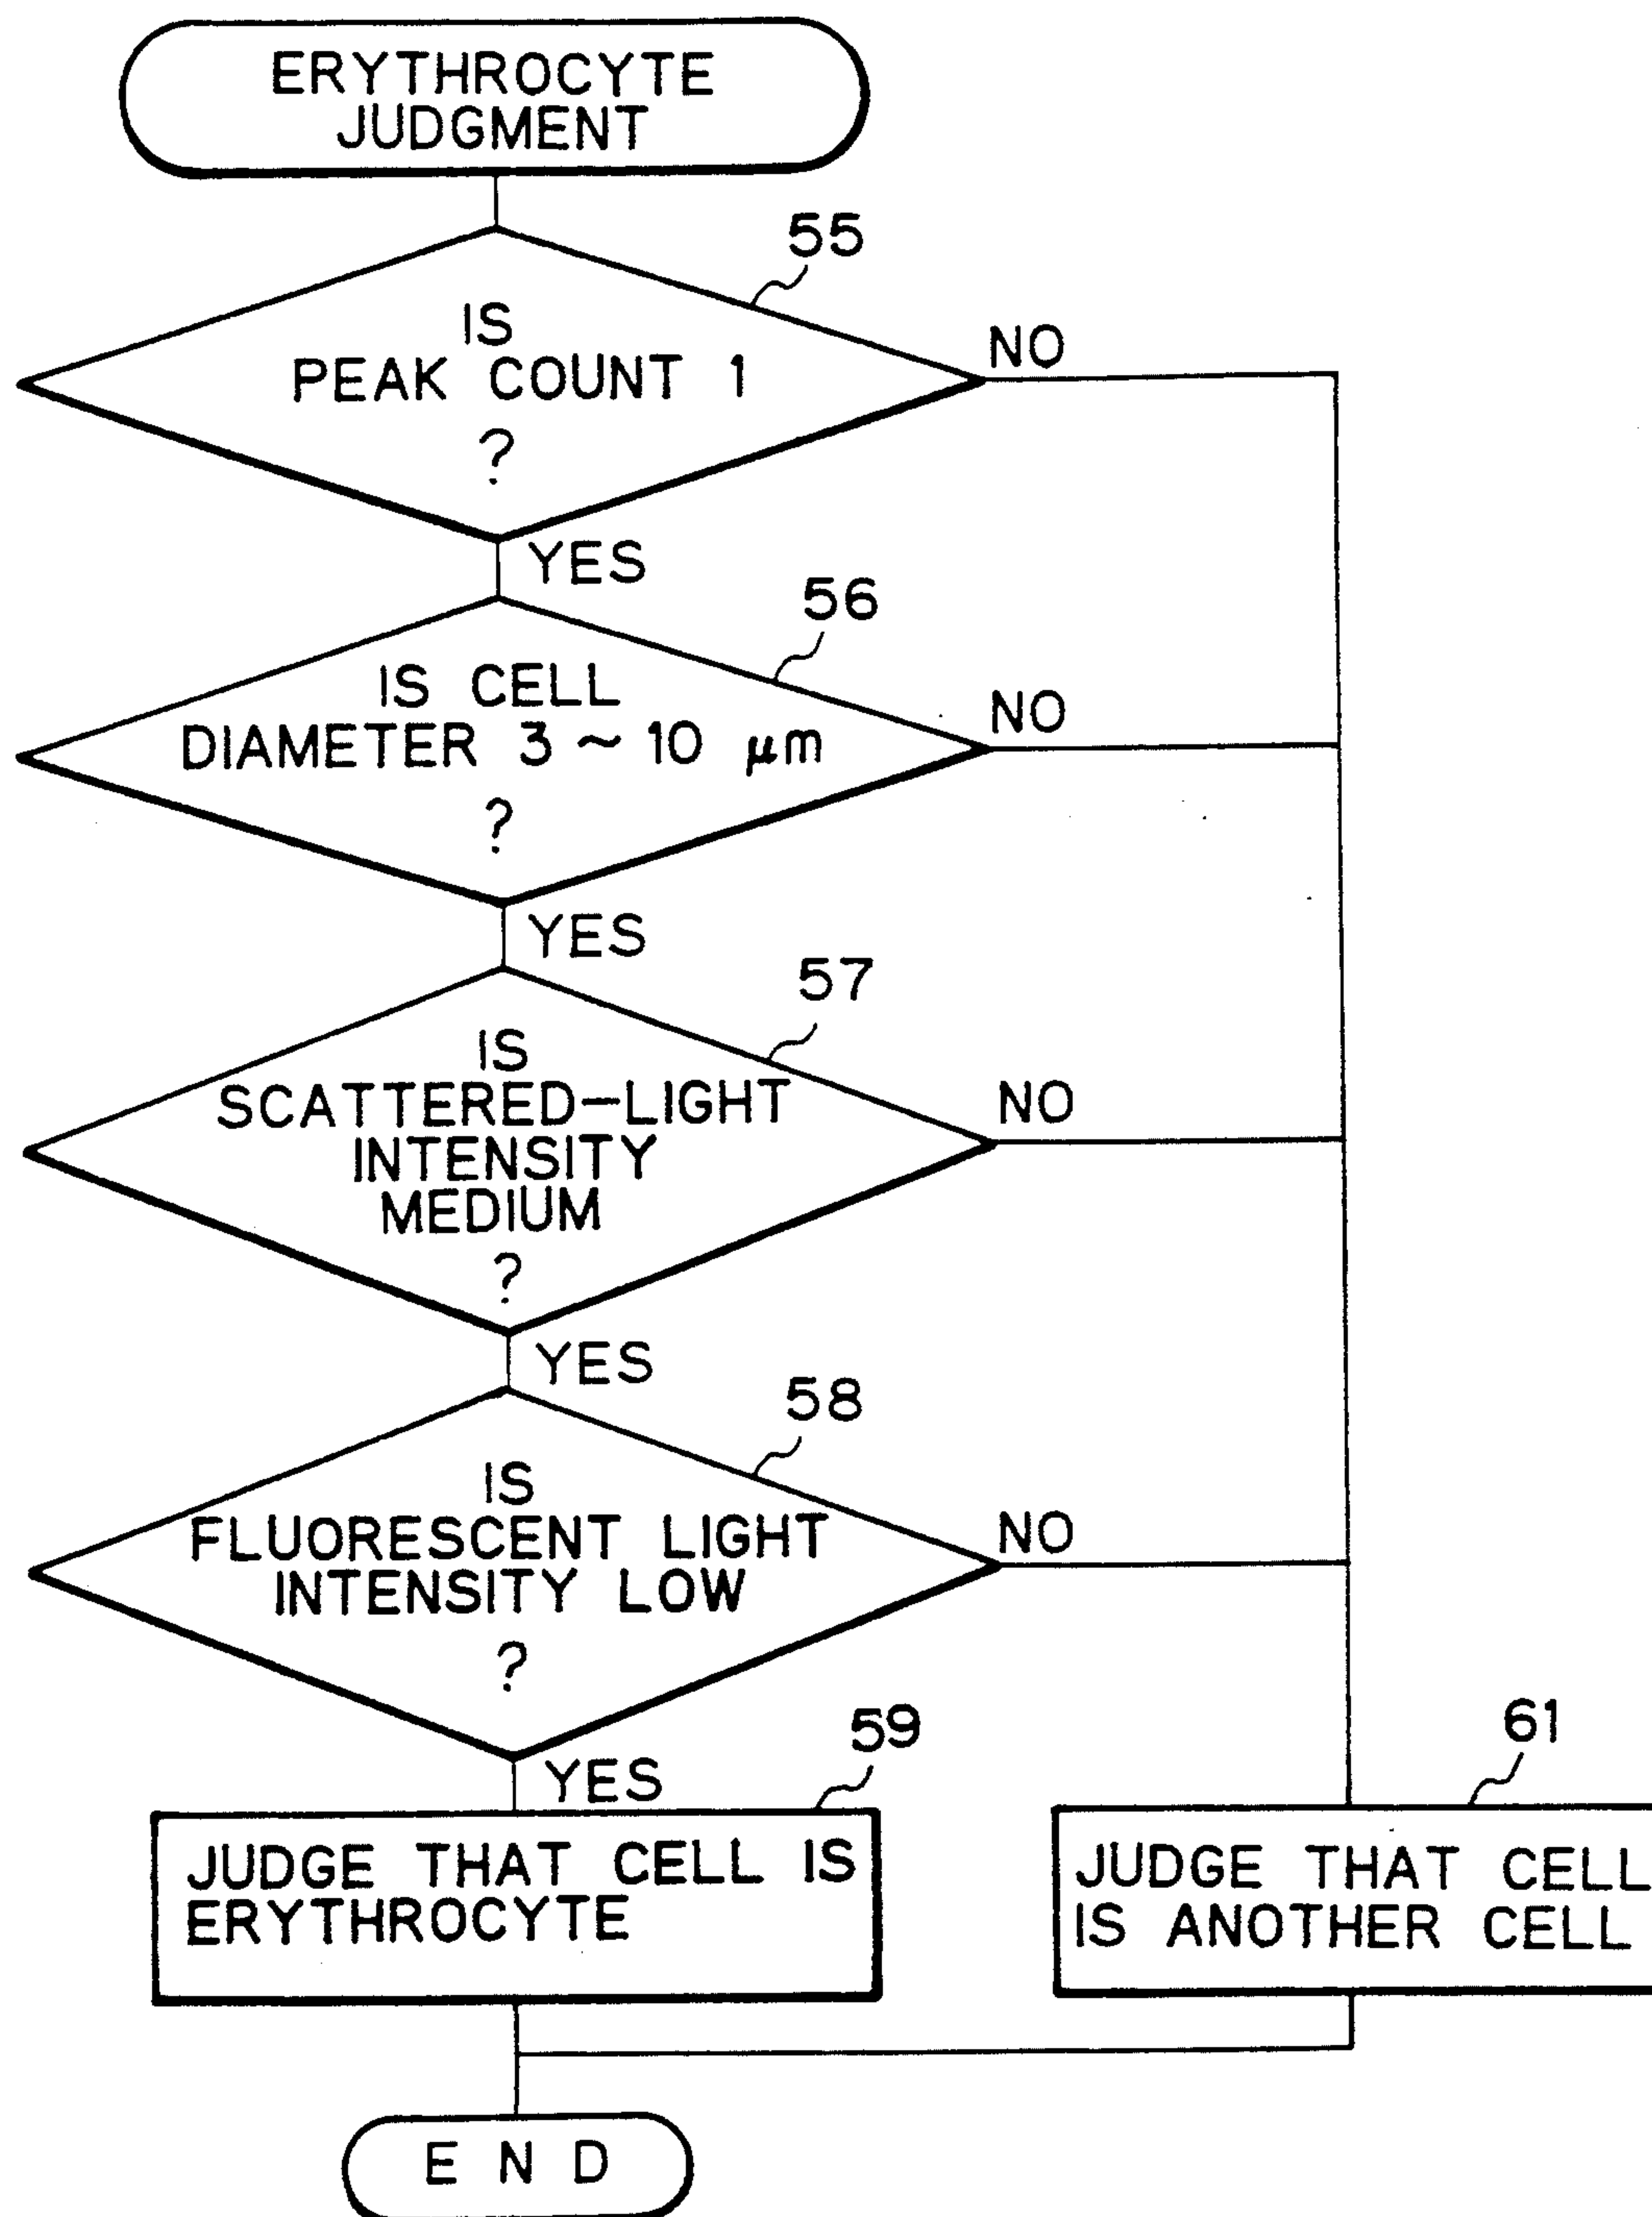 ERYTHROCYTE
JUDGMENT
55
IS
PEAK COUNT 1
?
NO
YES
56
IS CELL
DIAMETER 3 ~ 10 μm
?
NO
YES
57
IS
SCATTERED-LIGHT
INTENSITY
MEDIUM
?
NO
YES
58
IS
FLUORESCENT LIGHT
INTENSITY LOW
?
NO
YES
59
JUDGE THAT CELL IS
ERYTHROCYTE
61
JUDGE THAT CELL
IS ANOTHER CELL
END